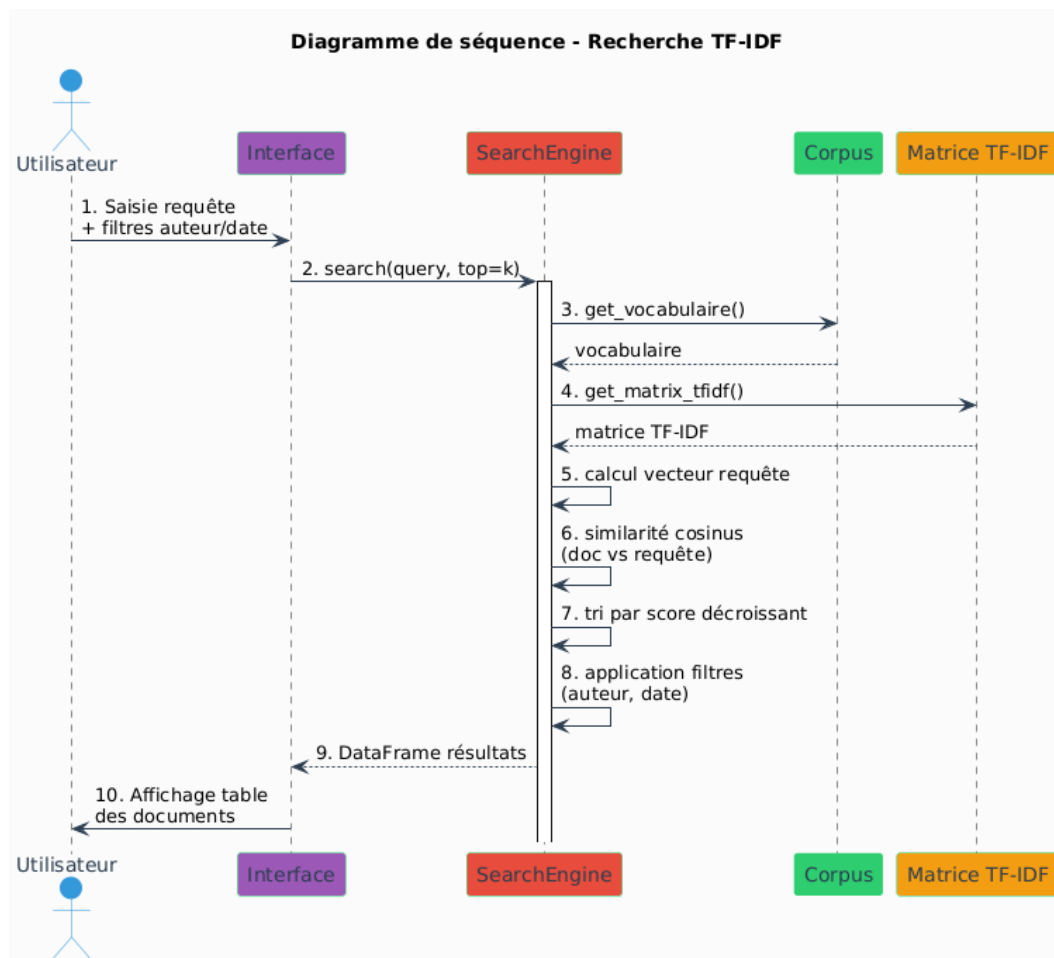 Diagramme de séquence - Recherche TF-IDF
Utilisateur
Interface
SearchEngine
Corpus
Matrice TF-IDF
1. Saisie requête
+ filtres auteur/date
2. search(query, top=k)
3. get_vocabulaire()
vocabulaire
4. get_matrix_tfidf()
matrice TF-IDF
5. calcul vecteur requête
6. similarité cosinus
(doc vs requête)
7. tri par score décroissant
8. application filtres
(auteur, date)
9. DataFrame résultats
10. Affichage table
des documents
Utilisateur
Interface
SearchEngine
Corpus
Matrice TF-IDF